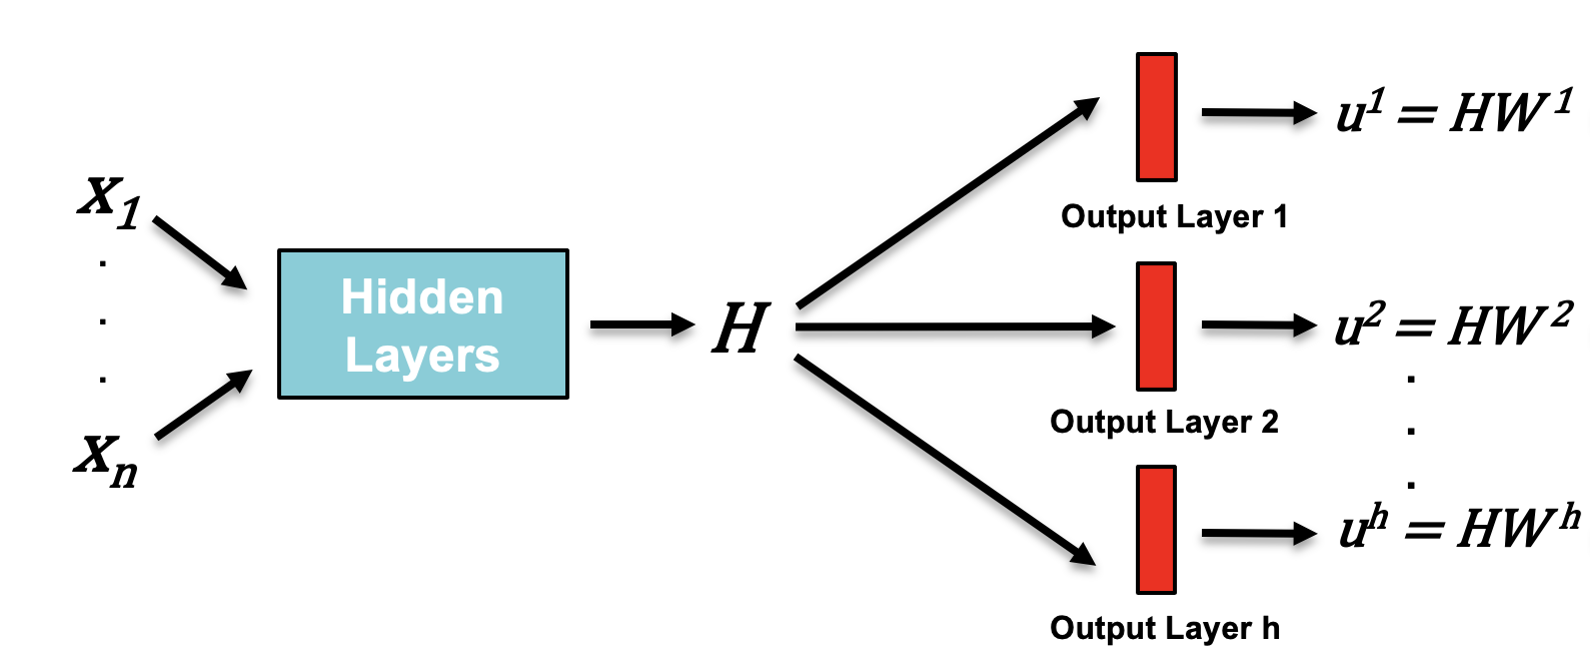 x₁
.
.
.
xₙ
Hidden
Layers
H
Output Layer 1
u¹ = HW¹
Output Layer 2
u² = HW²
.
.
.
Output Layer h
uʰ = HWʰ